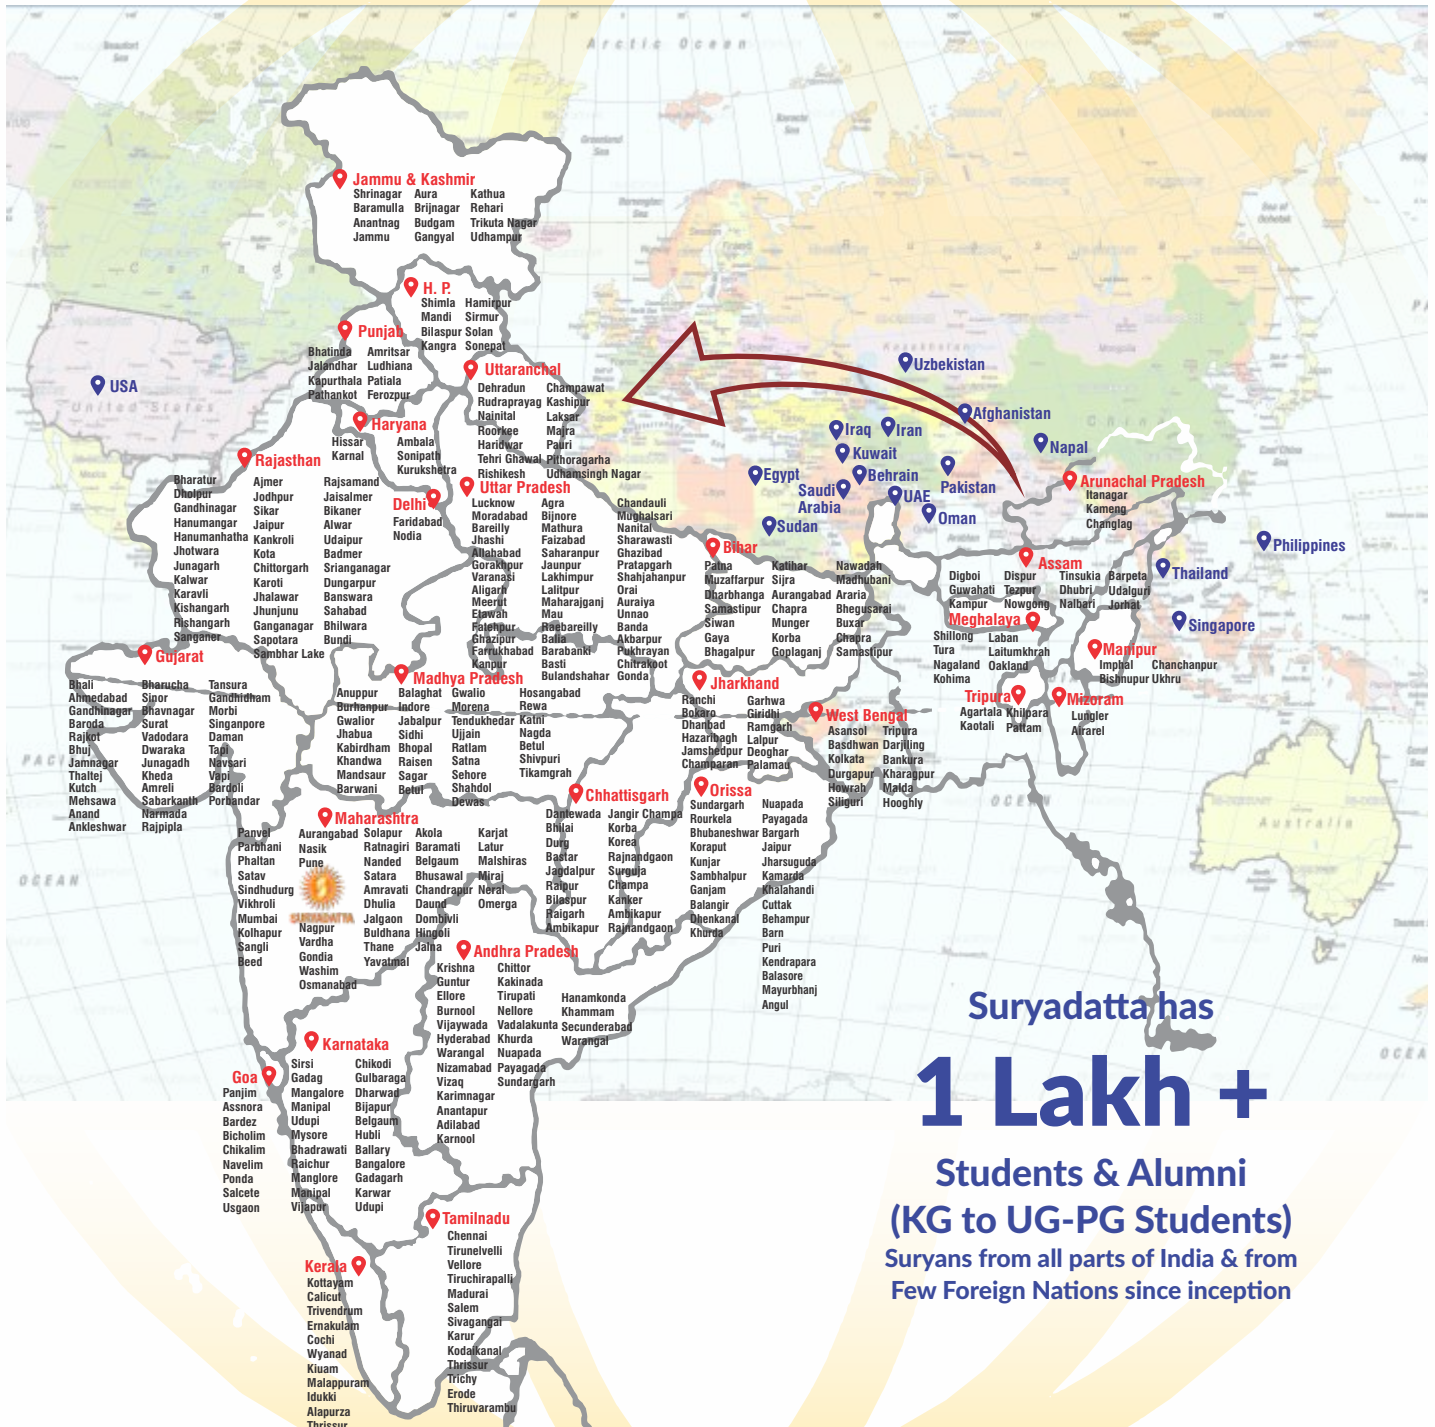 Arctic Ocean
Jammu & Kashmir
Shrinagar Aura Kathua
Baramulla Brijnagar Rehari
Anantnag Budgam Trikuta Nagar
Jammu Gangyal Udhampur
H. P.
Shimla Hamirpur
Mandi Sirmur
Bilaspur Solan
Kangra Sonepat
Punjab
Bhatinda Amritsar
Jalandhar Ludhiana
Kapurthala Patiala
Pathankot Ferozpur
Uttaranchal
Dehradun Champawat
Rudraprayag Kashipur
Nainital Laksar
Roorkee Majra
Haridwar Pauri
Tehri Ghawal Pithoragarha
Rishikesh Udhamsingh Nagar
Haryana
Hissar Ambala
Karnal Sonipath
Kurukshetra
Rajasthan
Bharatur
Dholpur
Gandhinagar
Hanumangar
Hanumanhatha
Jhotwara
Junagarh
Kalwar
Karavli
Kishangarh
Rishangarh
Sanganer
Ajmer Rajsamand
Jodhpur Jaisalmer
Sikar Bikaner
Jaipur Alwar
Kankroli Udaipur
Kota Badmer
Chittorgarh Srianganagar
Karoti Dungarpur
Jhalawar Banswara
Jhunjunu Sahabad
Ganganagar Bhilwara
Sapotara Bundi
Sambhar Lake
Delhi
Faridabad
Nodia
Uttar Pradesh
Lucknow Agra Chandauli
Moradabad Bijnore Mughalsari
Bareilly Mathura Nanital
Jhashi Faizabad Sharawasti
Allahabad Saharanpur Ghazibad
Gorakhpur Jaunpur Pratapgarh
Varanasi Lakhimpur Shahjahanpur
Aligarh Lalitpur Orai
Meerut Maharajganj Auraiya
Etawah Mau Unnao
Fatehpur Raebareilly Banda
Ghazipur Balia Akbarpur
Farrukhabad Barabanki Pukhrayan
Kanpur Basti Chitrakoot
Bulandshahar Gonda
USA
United States
Uzbekistan
Afghanistan
Iraq
Iran
Napal
Kuwait
Egypt
Behrain
Pakistan
Saudi
Arabia
UAE
Oman
Sudan
Philippines
Thailand
Singapore
Arunachal Pradesh
Itanagar
Kameng
Changlag
Bihar
Patna Katihar Nawadah
Muzaffarpur Sijra Madhubani
Dharbhanga Aurangabad Araria
Samastipur Chapra Bhegusarai
Siwan Munger Buxar
Gaya Korba Chapra
Bhagalpur Goplaganj Samastipur
Assam
Digboi Dispur Tinsukia Barpeta
Guwahati Tezpur Dhubri Udalguri
Kampur Nowgong Nalbari Jorhat
Meghalaya
Shillong Laban
Tura Laitumkhrah
Nagaland Oakland
Kohima
Manipur
Imphal Chanchanpur
Bishnupur Ukhru
Tripura
Agartala Khilpara
Kaotali Pattam
Mizoram
Lungler
Airarel
Gujarat
Bhali Bharucha Tansura
Ahmedabad Sinor Gandhidham
Gandhinagar Bhavnagar Morbi
Baroda Surat Singanpore
Rajkot Vadodara Daman
Bhuj Dwaraka Tapi
Jamnagar Junagadh Navsari
Thaltej Kheda Vapi
Kutch Amreli Bardoli
Mehsawa Sabarkanth Porbandar
Anand Narmada
Ankleshwar Rajpipla
Madhya Pradesh
Anuppur Balaghat Gwalio Hosangabad
Burhanpur Indore Morena Rewa
Gwalior Jabalpur Tendukhedar Katni
Jhabua Sidhi Ujjain Nagda
Kabirdham Bhopal Ratlam Betul
Khandwa Raisen Satna Shivpuri
Mandsaur Sagar Sehore Tikamgrah
Barwani Betul Shahdol
Dewas
Jharkhand
Ranchi Garhwa
Bokaro Giridhi
Dhanbad Ramgarh
Hazaribagh Lalpur
Jamshedpur Deoghar
Champaran Palamau
West Bengal
Asansol Tripura
Basdhwan Darjiling
Kolkata Bankura
Durgapur Kharagpur
Howrah Malda
Siliguri Hooghly
Chhattisgarh
Dantewada Jangir Champa
Bhilai Korba
Durg Korea
Bastar Rajnandgaon
Jagdalpur Surguja
Raipur Champa
Bilaspur Kanker
Raigarh Ambikapur
Ambikapur Rajnandgaon
Orissa
Sundargarh Nuapada
Rourkela Payagada
Bhubaneshwar Bargarh
Koraput Jaipur
Kunjar Jharsuguda
Sambhalpur Kamarda
Ganjam Khalahandi
Balangir Cuttak
Dhenkanal Behampur
Khurda Barn
Puri
Kendrapara
Balasore
Mayurbhanj
Angul
Maharashtra
Panvel
Parbhani
Phaltan
Satav
Sindhudurg
Vikhroli
Mumbai
Kolhapur
Sangli
Beed
Aurangabad
Nasik
Pune
SURYADATTA
Nagpur
Vardha
Gondia
Washim
Osmanabad
Solapur Akola Karjat
Ratnagiri Baramati Latur
Nanded Belgaum Malshiras
Satara Bhusawal Miraj
Amravati Chandrapur Neral
Dhulia Daund Omerga
Jalgaon Dombivli
Buldhana Hingoli
Thane Jalna
Yavatmal
Andhra Pradesh
Krishna Chittor
Guntur Kakinada
Ellore Tirupati
Burnool Nellore
Vijaywada Vadalakunta
Hyderabad Khurda
Warangal Nuapada
Nizamabad Payagada
Vizaq Sundargarh
Karimnagar
Anantapur
Adilabad
Karnool
Hanamkonda
Khammam
Secunderabad
Warangal
Karnataka
Sirsi Chikodi
Gadag Gulbaraga
Mangalore Dharwad
Manipal Bijapur
Udupi Belgaum
Mysore Hubli
Bhadrawati Ballary
Raichur Bangalore
Manglore Gadagarh
Manipal Karwar
Vijapur Udupi
Goa
Panjim
Assnora
Bardez
Bicholim
Chikalim
Navelim
Ponda
Salcete
Usgaon
Tamilnadu
Chennai
Tirunelvelli
Vellore
Tiruchirapalli
Madurai
Salem
Sivagangai
Karur
Kodaikanal
Thrissur
Trichy
Erode
Thiruvarambu
Kerala
Kottayam
Calicut
Trivendrum
Ernakulam
Cochi
Wyanad
Kiuam
Malappuram
Idukki
Alapurza
Thrissur
Australia
OCEAN
OCEAN
Suryadatta has
1 Lakh +
Students & Alumni
(KG to UG-PG Students)
Suryans from all parts of India & from
Few Foreign Nations since inception